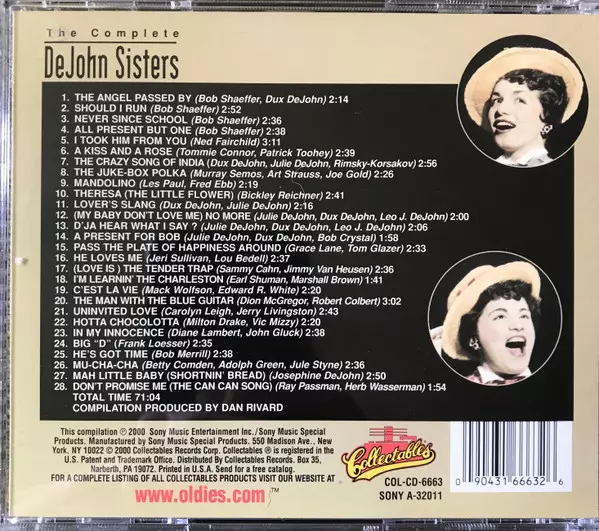 The Complete
DeJohn Sisters
1. THE ANGEL PASSED BY (Bob Shaeffer, Dux DeJohn) 2:14
2. SHOULD I RUN (Bob Shaeffer) 2:52
3. NEVER SINCE SCHOOL (Bob Shaeffer) 2:36
4. ALL PRESENT BUT ONE (Bob Shaeffer) 2:38
5. I TOOK HIM FROM YOU (Ned Fairchild) 3:11
6. A KISS AND A ROSE (Tommie Connor, Patrick Toohey) 2:39
7. THE CRAZY SONG OF INDIA (Dux DeJohn, Julie DeJohn, Rimsky-Korsakov) 2:56
8. THE JUKE-BOX POLKA (Murray Semos, Art Strauss, Joe Gold) 2:26
9. MANDOLINO (Les Paul, Fred Ebb) 2:19
10. THERESA (THE LITTLE FLOWER) (Bickley Reichner) 2:41
11. LOVER'S SLANG (Dux DeJohn, Julie DeJohn) 2:16
12. (MY BABY DON'T LOVE ME) NO MORE (Julie DeJohn, Dux DeJohn, Leo J. DeJohn) 2:00
13. D'JA HEAR WHAT I SAY ? (Julie DeJohn, Dux DeJohn, Leo J. DeJohn) 2:06
14. A PRESENT FOR BOB (Julie DeJohn, Dux DeJohn, Bob Crystal) 1:58
15. PASS THE PLATE OF HAPPINESS AROUND (Grace Lane, Tom Glazer) 2:33
16. HE LOVES ME (Jeri Sullivan, Lou Bedell) 2:37
17. (LOVE IS ) THE TENDER TRAP (Sammy Cahn, Jimmy Van Heusen) 2:36
18. I'M LEARNIN' THE CHARLESTON (Earl Shuman, Marshall Brown) 1:41
19. C'EST LA VIE (Mack Wolfson, Edward R. White) 2:20
20. THE MAN WITH THE BLUE GUITAR (Dion McGregor, Robert Colbert) 3:02
21. UNINVITED LOVE (Carolyn Leigh, Jerry Livingston) 2:43
22. HOTTA CHOCOLOTTA (Milton Drake, Vic Mizzy) 2:00
23. IN MY INNOCENCE (Diane Lambert, John Gluck) 2:38
24. BIG "D" (Frank Loesser) 2:35
25. HE'S GOT TIME (Bob Merrill) 2:38
26. MU-CHA-CHA (Betty Comden, Adolph Green, Jule Styne) 2:36
27. MAH LITTLE BABY (SHORTNIN' BREAD) (Josephine DeJohn) 2:50
28. DON'T PROMISE ME (THE CAN CAN SONG) (Ray Passman, Herb Wasserman) 1:54
TOTAL TIME 71:04
COMPILATION PRODUCED BY DAN RIVARD
This compilation ℗ 2000 Sony Music Entertainment Inc./ Sony Music Special
Products. Manufactured by Sony Music Special Products. 550 Madison Ave., New
York. NY 10022 © 2000 Collectables Records Corp. Collectables ® is registered in the
U.S. Patent and Trademark Office. Distributed by Collectables Records. Box 35,
Narberth, PA 19072. Printed in U.S.A. Send for a free catalog.
FOR A COMPLETE LISTING OF ALL COLLECTABLES PRODUCTS VISIT OUR WEBSITE AT
www.oldies.com ™
Collectables
COL-CD-6663
SONY A-32011
0 90431 66632 6